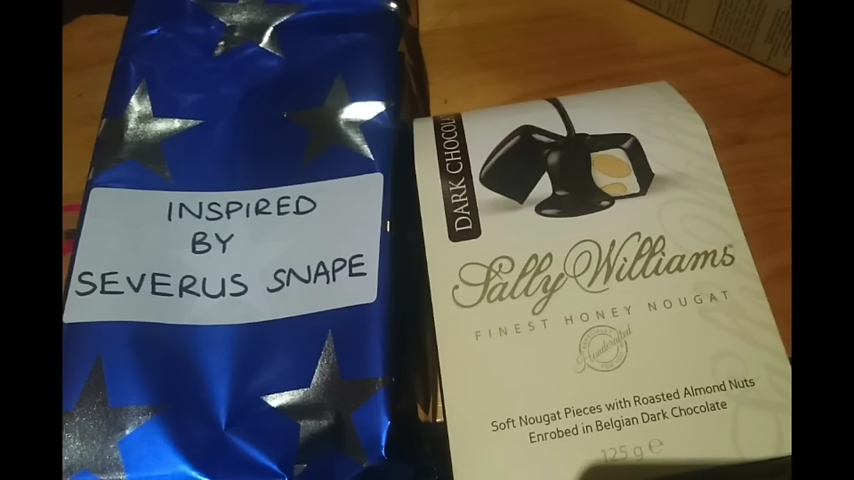 INSPIRED
BY
SEVERUS SNAPE
DARK CHOCOL
Sally Williams
FINEST HONEY NOUGAT
Handcrafted
Soft Nougat Pieces with Roasted Almond Nuts
Enrobed in Belgian Dark Chocolate
125 g e